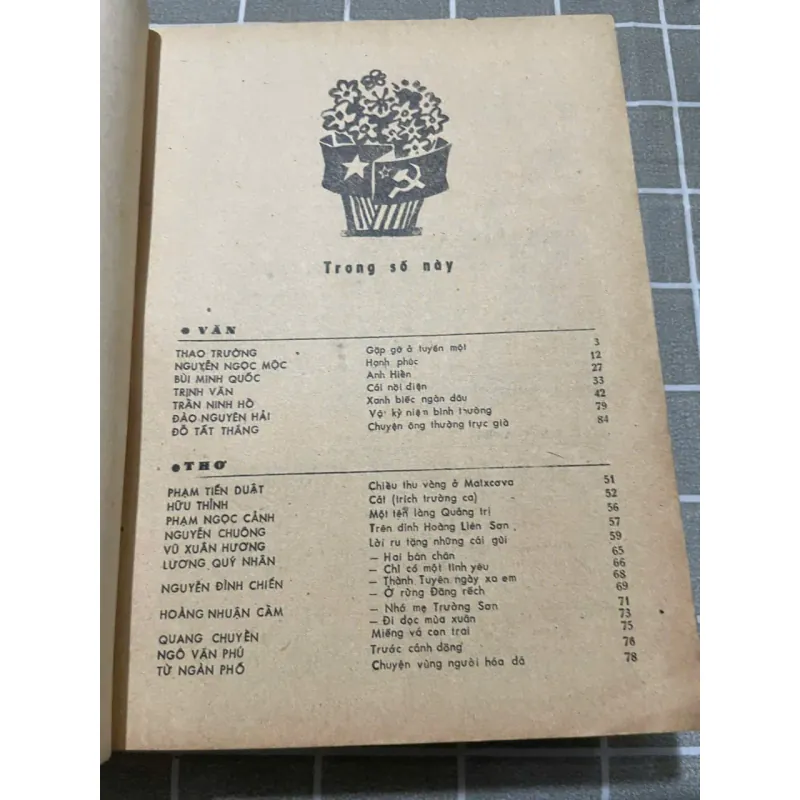 Trong số này
• VĂN
THAO TRƯỜNG Gặp gỡ ở tuyến một 3
NGUYỄN NGỌC MỘC Hạnh phúc 12
BÙI MINH QUỐC Anh Hiền 27
TRỊNH VĂN Cái nồi điện 33
TRẦN NINH HỒ Xanh biếc ngàn dâu 42
ĐÀO NGUYÊN HẢI kỷ niệm bình thường 79
ĐỖ TẤT THẮNG Chuyện ông thường trực già 84
• THƠ
PHẠM TIẾN DUẬT Chiều thu vàng ở Matxcơva 51
HỮU THỈNH Cát (trích trường ca) 52
PHẠM NGỌC CẢNH Một tên làng Quảng trị 56
NGUYỄN CHUÔNG Trên đỉnh Hoàng Liên Sơn 57
VŨ XUÂN HƯƠNG Lời ru tặng những cái gùi 59
LƯƠNG QUÝ NHÂN – Hai bàn chân 65
– Chỉ có một tình yêu 66
NGUYỄN ĐÌNH CHIẾN – Thành Tuyên ngày xa em 68
– Ở rừng Đăng rếch 69
HOÀNG NHUẬN CẦM – Nhớ mẹ Trường Sơn 71
– Đi dọc mùa xuân 73
QUANG CHUYỀN Miếng vá con trai 75
NGÔ VĂN PHÚ Trước cánh đồng 76
TỪ NGÀN PHỐ Chuyện vùng người hóa đá 78